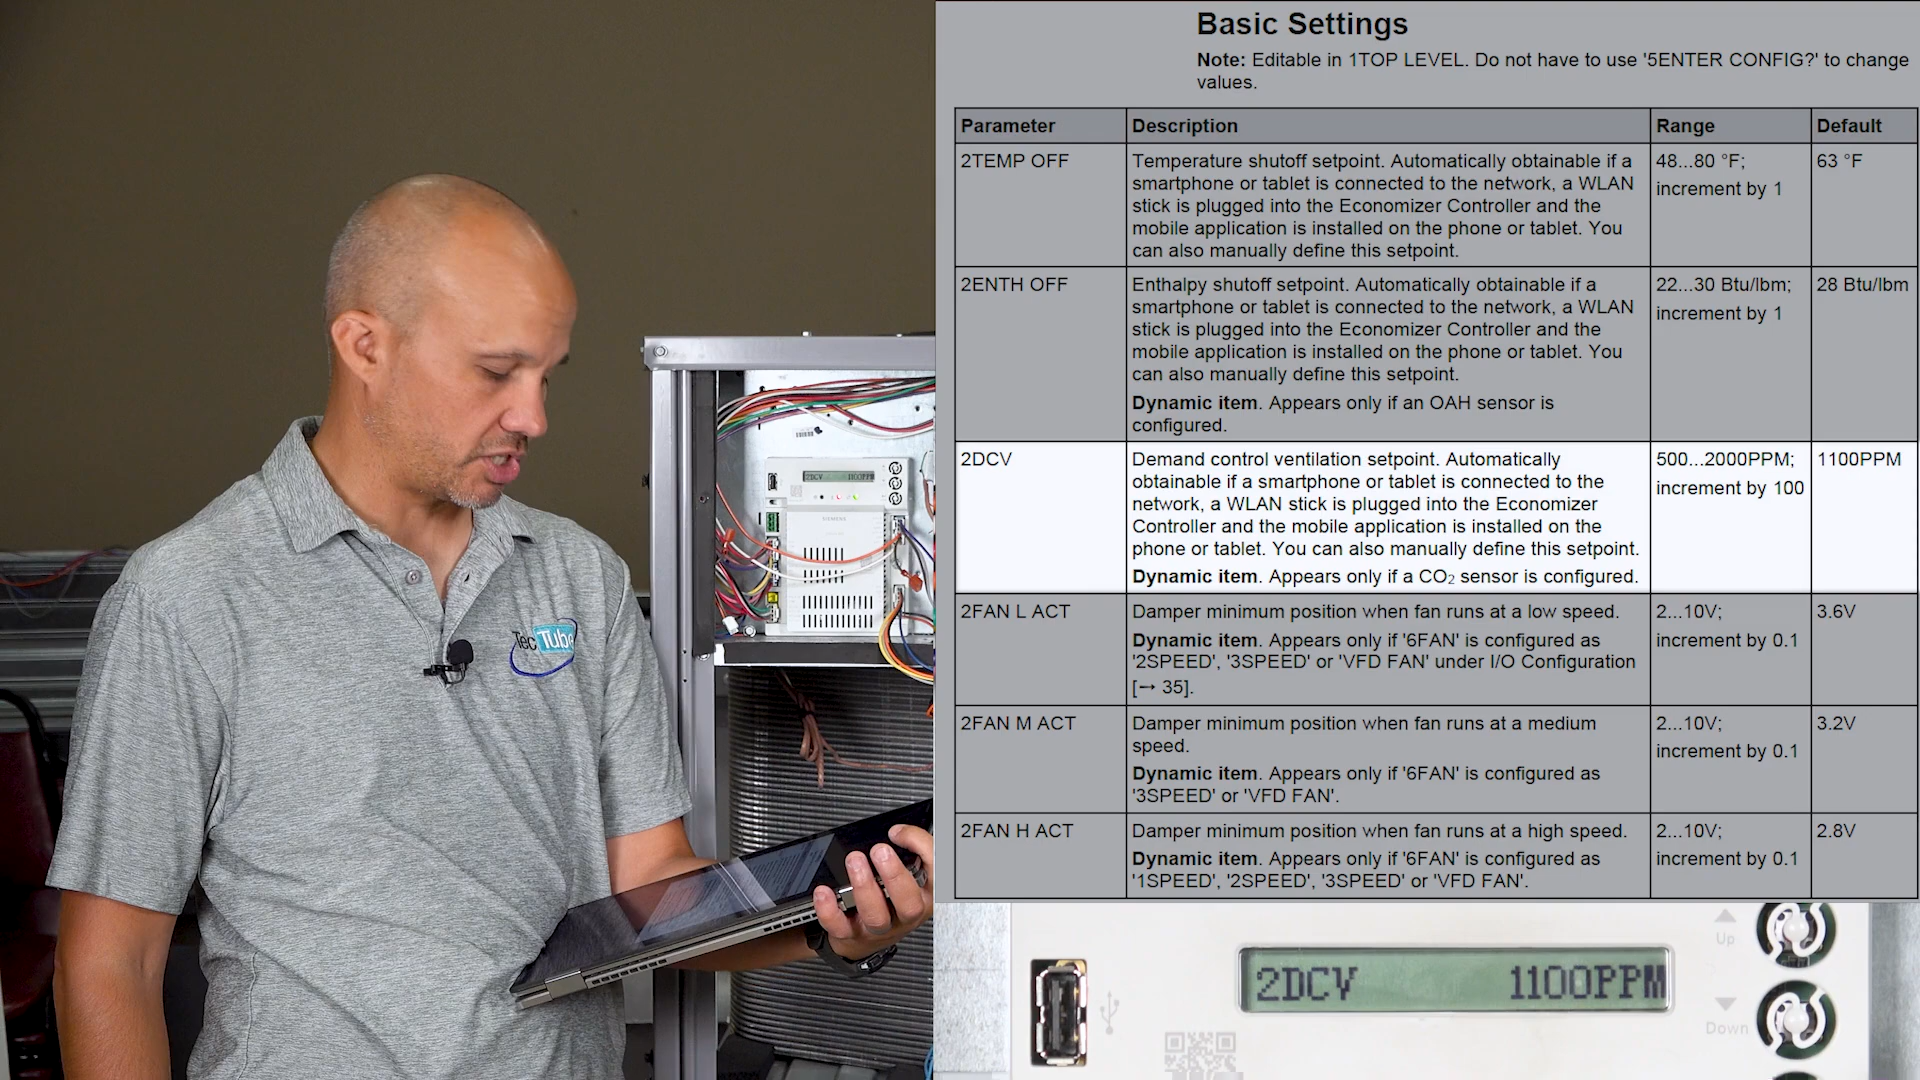 Basic Settings
Note: Editable in 1TOP LEVEL. Do not have to use '5ENTER CONFIG?' to change
values.
Parameter Description Range Default
2TEMP OFF Temperature shutoff setpoint. Automatically obtainable if a 48...80 °F; 63 °F
smartphone or tablet is connected to the network, a WLAN increment by 1
stick is plugged into the Economizer Controller and the
mobile application is installed on the phone or tablet. You
can also manually define this setpoint.
2ENTH OFF Enthalpy shutoff setpoint. Automatically obtainable if a 22...30 Btu/lbm; 28 Btu/lbm
smartphone or tablet is connected to the network, a WLAN increment by 1
stick is plugged into the Economizer Controller and the
mobile application is installed on the phone or tablet. You
can also manually define this setpoint.
Dynamic item. Appears only if an OAH sensor is
configured.
2DCV Demand control ventilation setpoint. Automatically 500...2000PPM; 1100PPM
obtainable if a smartphone or tablet is connected to the increment by 100
network, a WLAN stick is plugged into the Economizer
Controller and the mobile application is installed on the
phone or tablet. You can also manually define this setpoint.
Dynamic item. Appears only if a CO₂ sensor is configured.
2FAN L ACT Damper minimum position when fan runs at a low speed. 2...10V; 3.6V
Dynamic item. Appears only if '6FAN' is configured as increment by 0.1
'2SPEED', '3SPEED' or 'VFD FAN' under I/O Configuration
[→ 35].
2FAN M ACT Damper minimum position when fan runs at a medium 2...10V; 3.2V
speed. increment by 0.1
Dynamic item. Appears only if '6FAN' is configured as
'3SPEED' or 'VFD FAN'.
2FAN H ACT Damper minimum position when fan runs at a high speed. 2...10V; 2.8V
Dynamic item. Appears only if '6FAN' is configured as increment by 0.1
'1SPEED', '2SPEED', '3SPEED' or 'VFD FAN'.
2DCV 1100PPM
SIEMENS
TecTube
Up
2DCV 1100PPM
Down